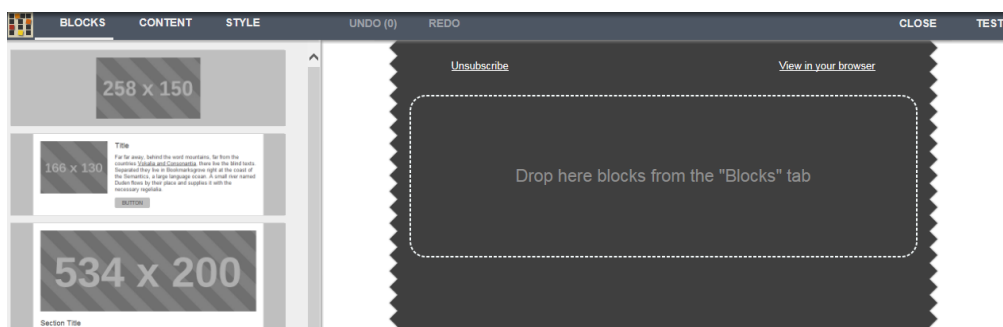 BLOCKS CONTENT STYLE UNDO (0) REDO CLOSE TEST
258 x 150
166 x 130
Title
Far far away, behind the word mountains, far from the
countries Vokalia and Consonantia, there live the blind texts.
Separated they live in Bookmarksgrove right at the coast of
the Semantics, a large language ocean. A small river named
Duden flows by their place and supplies it with the
necessary regelialia.
BUTTON
534 x 200
Section Title
Unsubscribe View in your browser
Drop here blocks from the "Blocks" tab